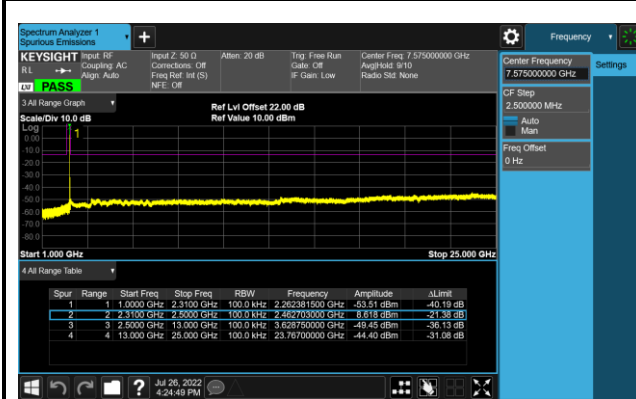 Spectrum Analyzer 1
Spurious Emissions
+
Frequency
KEYSIGHT Input: RF
R L
Coupling: AC
Align: Auto
Input Z: 50 Ω
Corrections: Off
Freq Ref: Int (S)
NFE: Off
Atten: 20 dB
Trig: Free Run
Gate: Off
IF Gain: Low
Center Freq: 7.575000000 GHz
Avg|Hold: 9/10
Radio Std: None
LXI PASS
3 All Range Graph
Scale/Div 10.0 dB
Ref Lvl Offset 22.00 dB
Ref Value 10.00 dBm
Log
1
0.00
-10.0
-20.0
-30.0
-40.0
-50.0
-60.0
-70.0
-80.0
Start 1.000 GHz
Stop 25.000 GHz
4 All Range Table
Spur Range Start Freq Stop Freq RBW Frequency Amplitude ΔLimit
1 1 1.0000 GHz 2.3100 GHz 100.0 kHz 2.262381500 GHz -53.51 dBm -40.19 dB
2 2 2.3100 GHz 2.5000 GHz 100.0 kHz 2.462703000 GHz 8.618 dBm -21.38 dB
3 3 2.5000 GHz 13.000 GHz 100.0 kHz 3.628750000 GHz -49.45 dBm -36.13 dB
4 4 13.000 GHz 25.000 GHz 100.0 kHz 23.76700000 GHz -44.40 dBm -31.08 dB
Center Frequency
7.575000000 GHz
CF Step
2.500000 MHz
Auto
Man
Freq Offset
0 Hz
Settings
?
Jul 26, 2022
4:24:49 PM